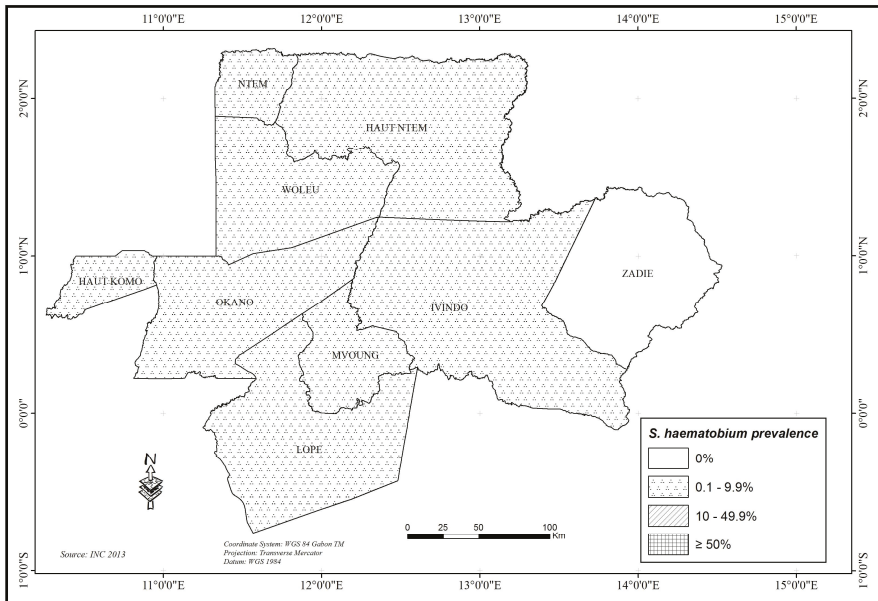 11°0'0"E 12°0'0"E 13°0'0"E 14°0'0"E 15°0'0"E
2°0'0"N 2°0'0"N
NTEM
HAUT NTEM
WOLEU
1°0'0"N 1°0'0"N
ZADIE
HAUT KOMO
OKANO
IVINDO
MVOUNG
0°0'0" 0°0'0"
LOPE
S. haematobium prevalence
0%
0.1 - 9.9%
10 - 49.9%
≥ 50%
N
0 25 50 100
Km
Source: INC 2013
Coordinate System: WGS 84 Gabon TM
Projection: Transverse Mercator
Datum: WGS 1984
1°0'0"S 1°0'0"S
11°0'0"E 12°0'0"E 13°0'0"E 14°0'0"E 15°0'0"E